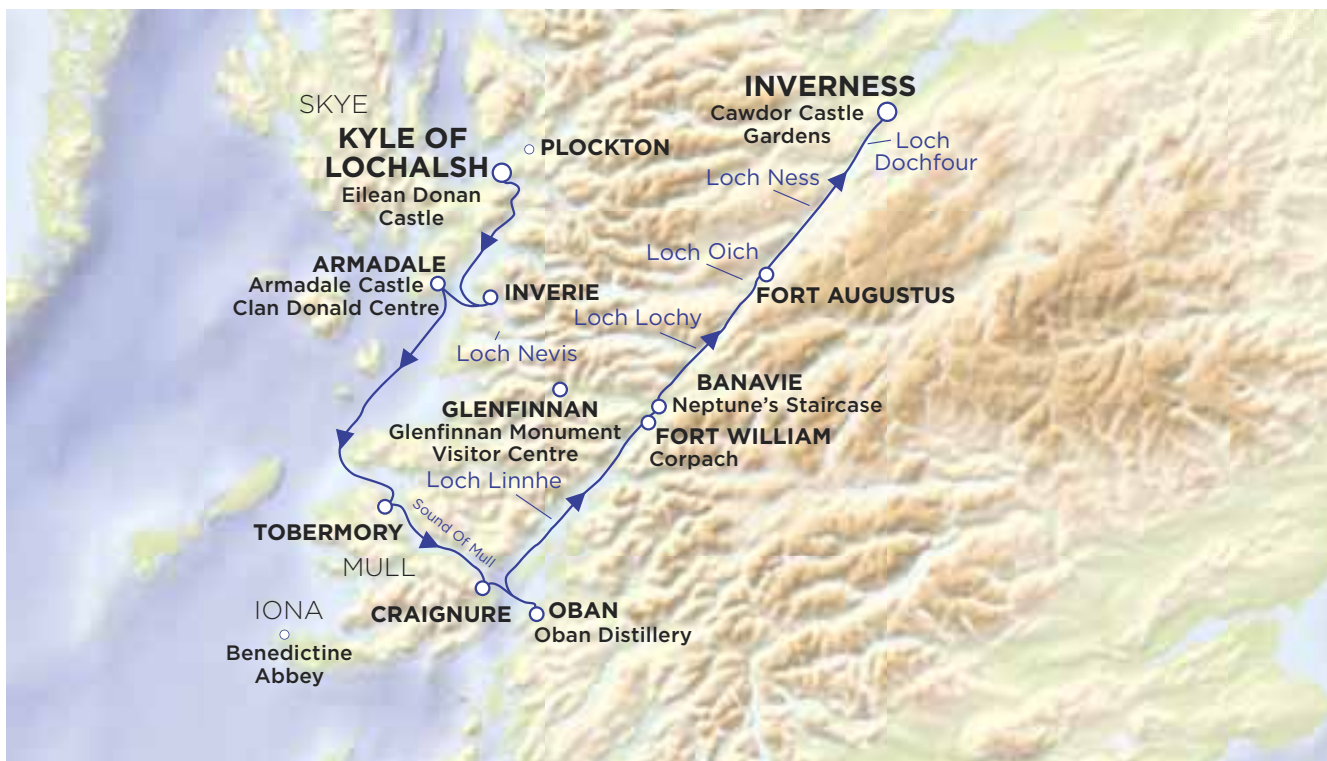 INVERNESS
Cawdor Castle
Gardens
SKYE
KYLE OF
LOCHALSH
Eilean Donan
Castle
PLOCKTON
Loch
Dochfour
Loch Ness
Loch Oich
ARMADALE
Armadale Castle
Clan Donald Centre
INVERIE
FORT AUGUSTUS
Loch Lochy
Loch Nevis
BANAVIE
Neptune’s Staircase
GLENFINNAN
Glenfinnan Monument
Visitor Centre
FORT WILLIAM
Corpach
Loch Linnhe
TOBERMORY
Sound Of Mull
MULL
IONA
Benedictine
Abbey
CRAIGNURE
OBAN
Oban Distillery